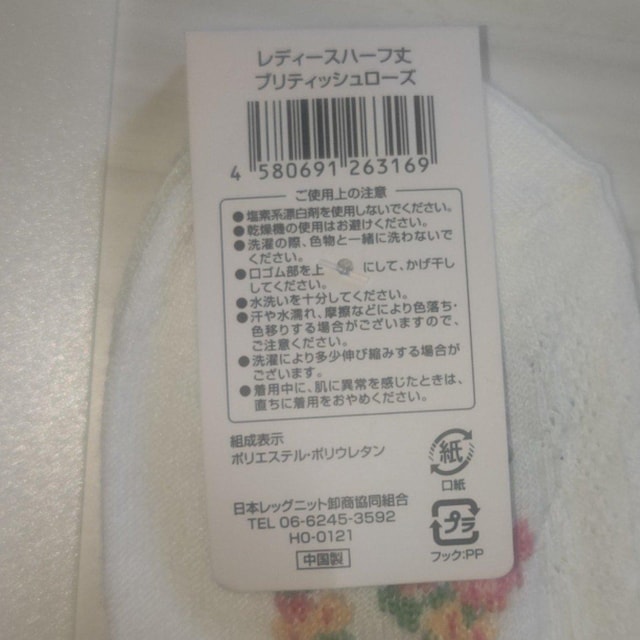 レディースハーフ丈
ブリティッシュローズ
4 580691 263169
ご使用上の注意
●塩素系漂白剤を使用しないでください。
●乾燥機の使用はお避けください。
●洗濯の際、色物と一緒に洗わないで
ください。
●口ゴム部を上にして、かげ干し
してください。
●水洗いを十分してください。
●汗や水濡れ、摩擦などにより色落ち・
色移りする場合がございますので、
ご注意ください。
●洗濯により多少伸び縮みする場合が
ございます。
●着用中に、肌に異常を感じたときは、
直ちに着用をおやめください。
組成表示
ポリエステル・ポリウレタン
紙
口紙
日本レッグニット卸商協同組合
TEL 06-6245-3592
HO-0121
中国製
プラ
フック:PP